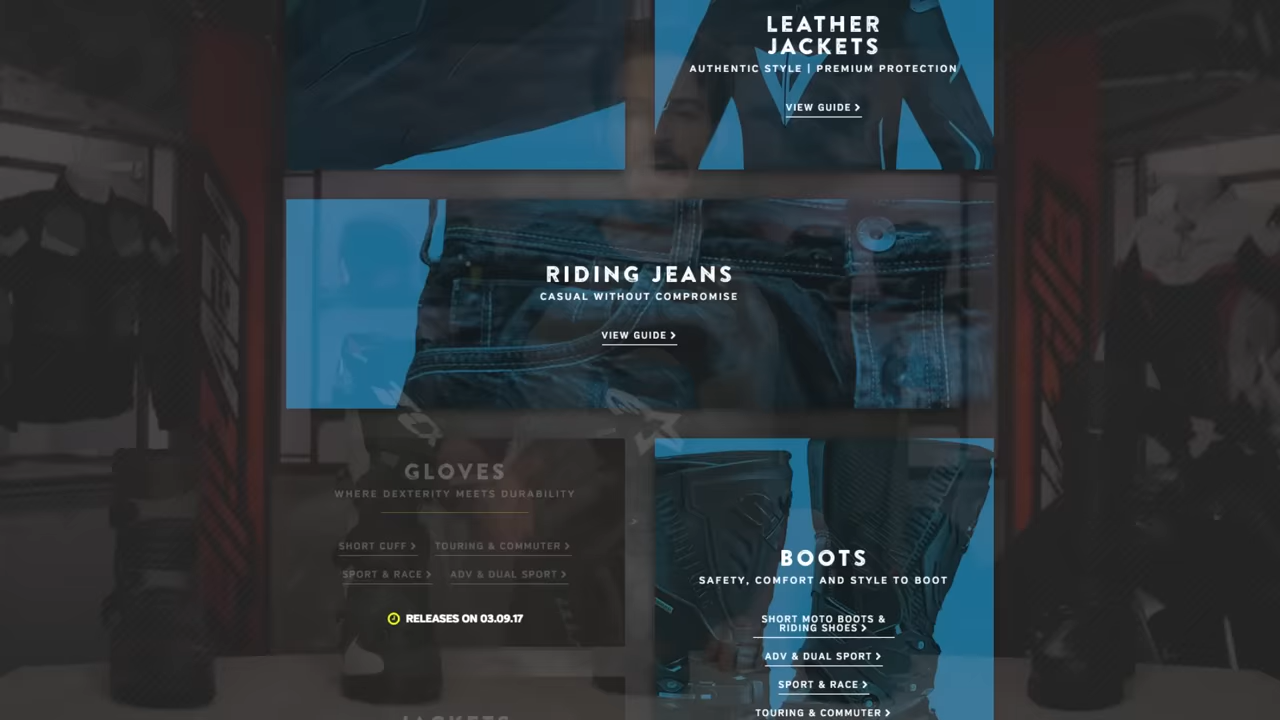 LEATHER
JACKETS
AUTHENTIC STYLE | PREMIUM PROTECTION
VIEW GUIDE >
RIDING JEANS
CASUAL WITHOUT COMPROMISE
VIEW GUIDE >
GLOVES
WHERE DEXTERITY MEETS DURABILITY
SHORT CUFF > TOURING & COMMUTER >
SPORT & RACE > ADV & DUAL SPORT >
RELEASES ON 03.09.17
BOOTS
SAFETY, COMFORT AND STYLE TO BOOT
SHORT MOTO BOOTS &
RIDING SHOES >
ADV & DUAL SPORT >
SPORT & RACE >
TOURING & COMMUTER >
JACKETS